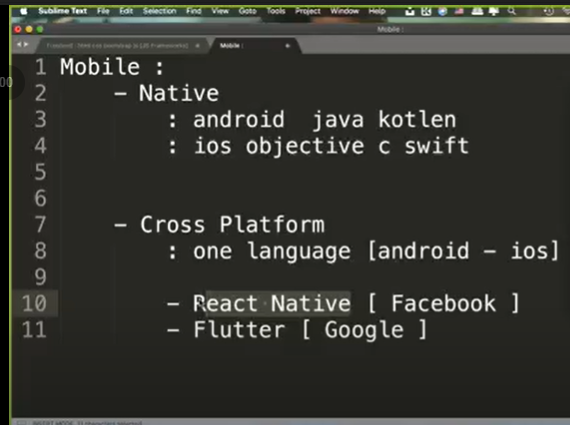 Sublime Text File Edit Selection Find View Goto Tools Project Window Help
Mobile :
Mobile :
00
1 Mobile :
2 - Native
3 : android java kotlen
4 : ios objective c swift
5
6
7 - Cross Platform
8 : one language [android - ios]
9
10 - React Native [ Facebook ]
11 - Flutter [ Google ]